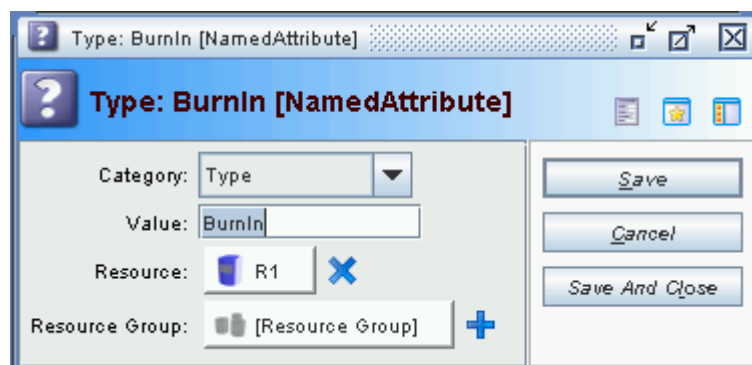 Type: BurnIn [NamedAttribute]
Type: BurnIn [NamedAttribute]
Category: Type
Save
Value: BurnIn
Cancel
Resource: R1
Save And Close
Resource Group: [Resource Group]